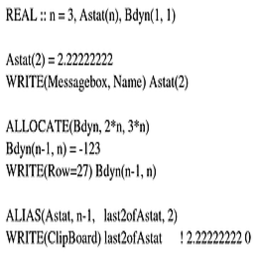 REAL :: n = 3, Astat(n), Bdyn(1, 1)
Astat(2) = 2.22222222
WRITE(Messagebox, Name) Astat(2)
ALLOCATE(Bdyn, 2*n, 3*n)
Bdyn(n-1, n) = -123
WRITE(Row=27) Bdyn(n-1, n)
ALIAS(Astat, n-1, last2ofAstat, 2)
WRITE(ClipBoard) last2ofAstat ! 2.22222222 0